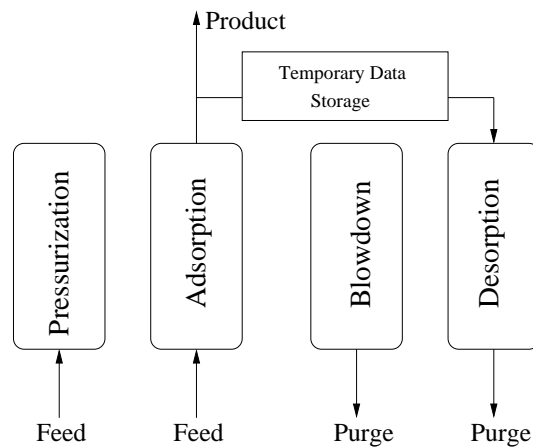 Product
Temporary Data
Storage
Pressurization
Adsorption
Blowdown
Desorption
Feed
Feed
Purge
Purge